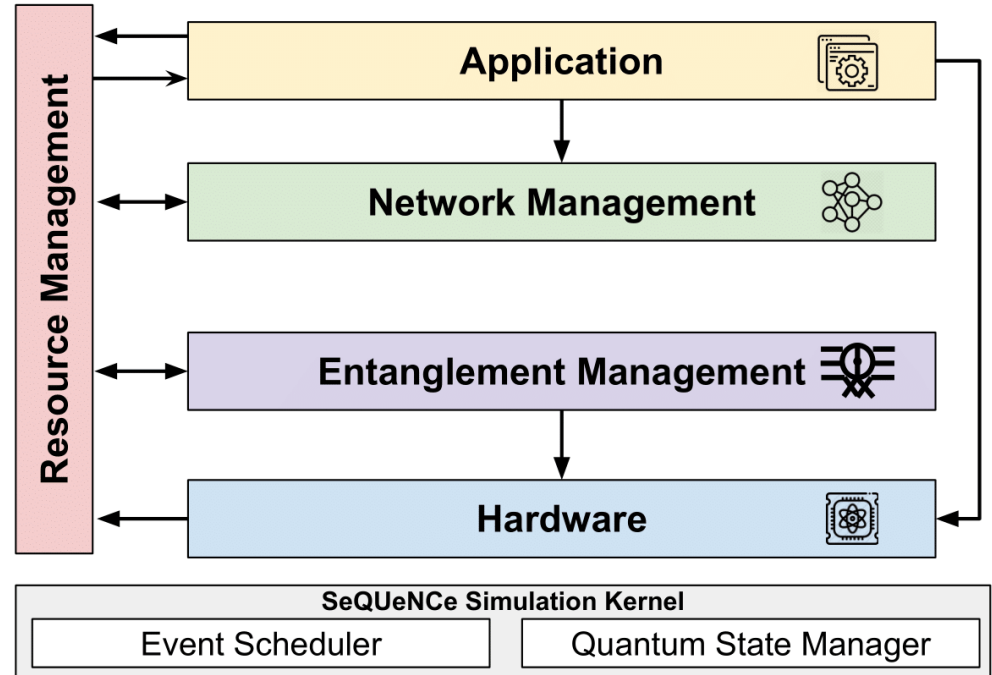 Resource Management
Application
Network Management
Entanglement Management
Hardware
SeQUeNCe Simulation Kernel
Event Scheduler
Quantum State Manager